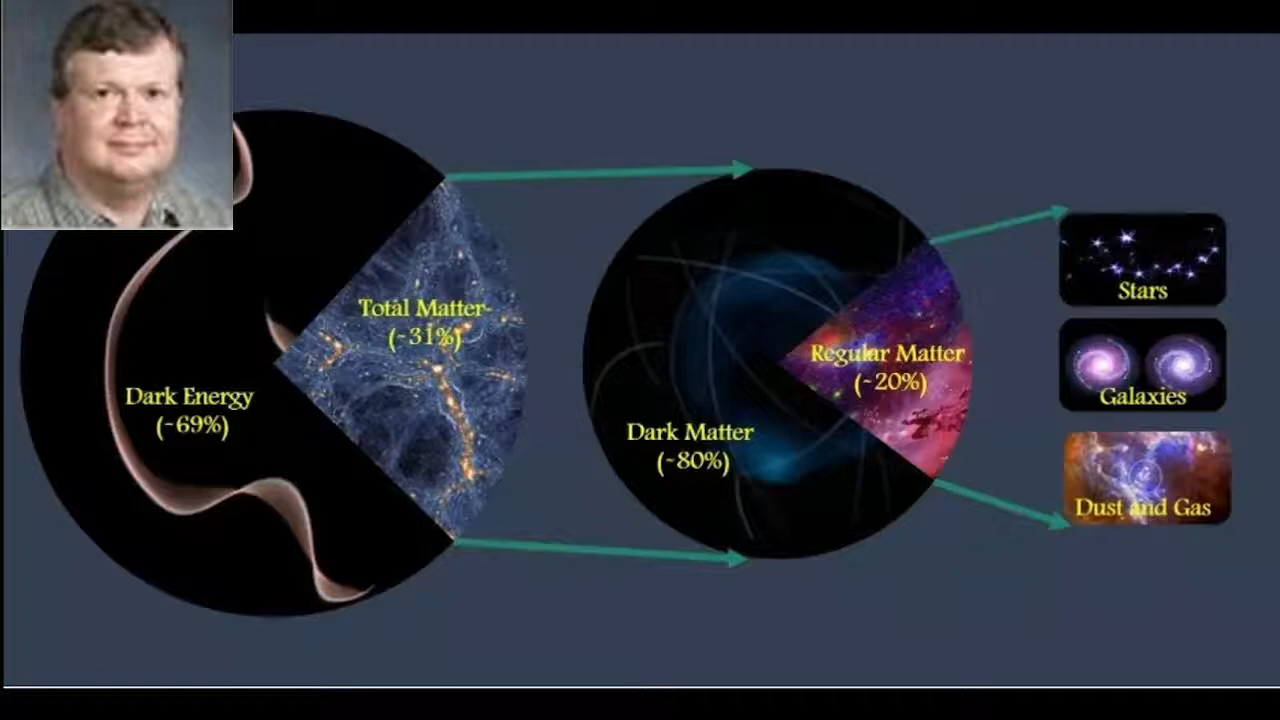 Total Matter
(~31%)
Dark Energy
(~69%)
Regular Matter
(~20%)
Dark Matter
(~80%)
Stars
Galaxies
Dust and Gas